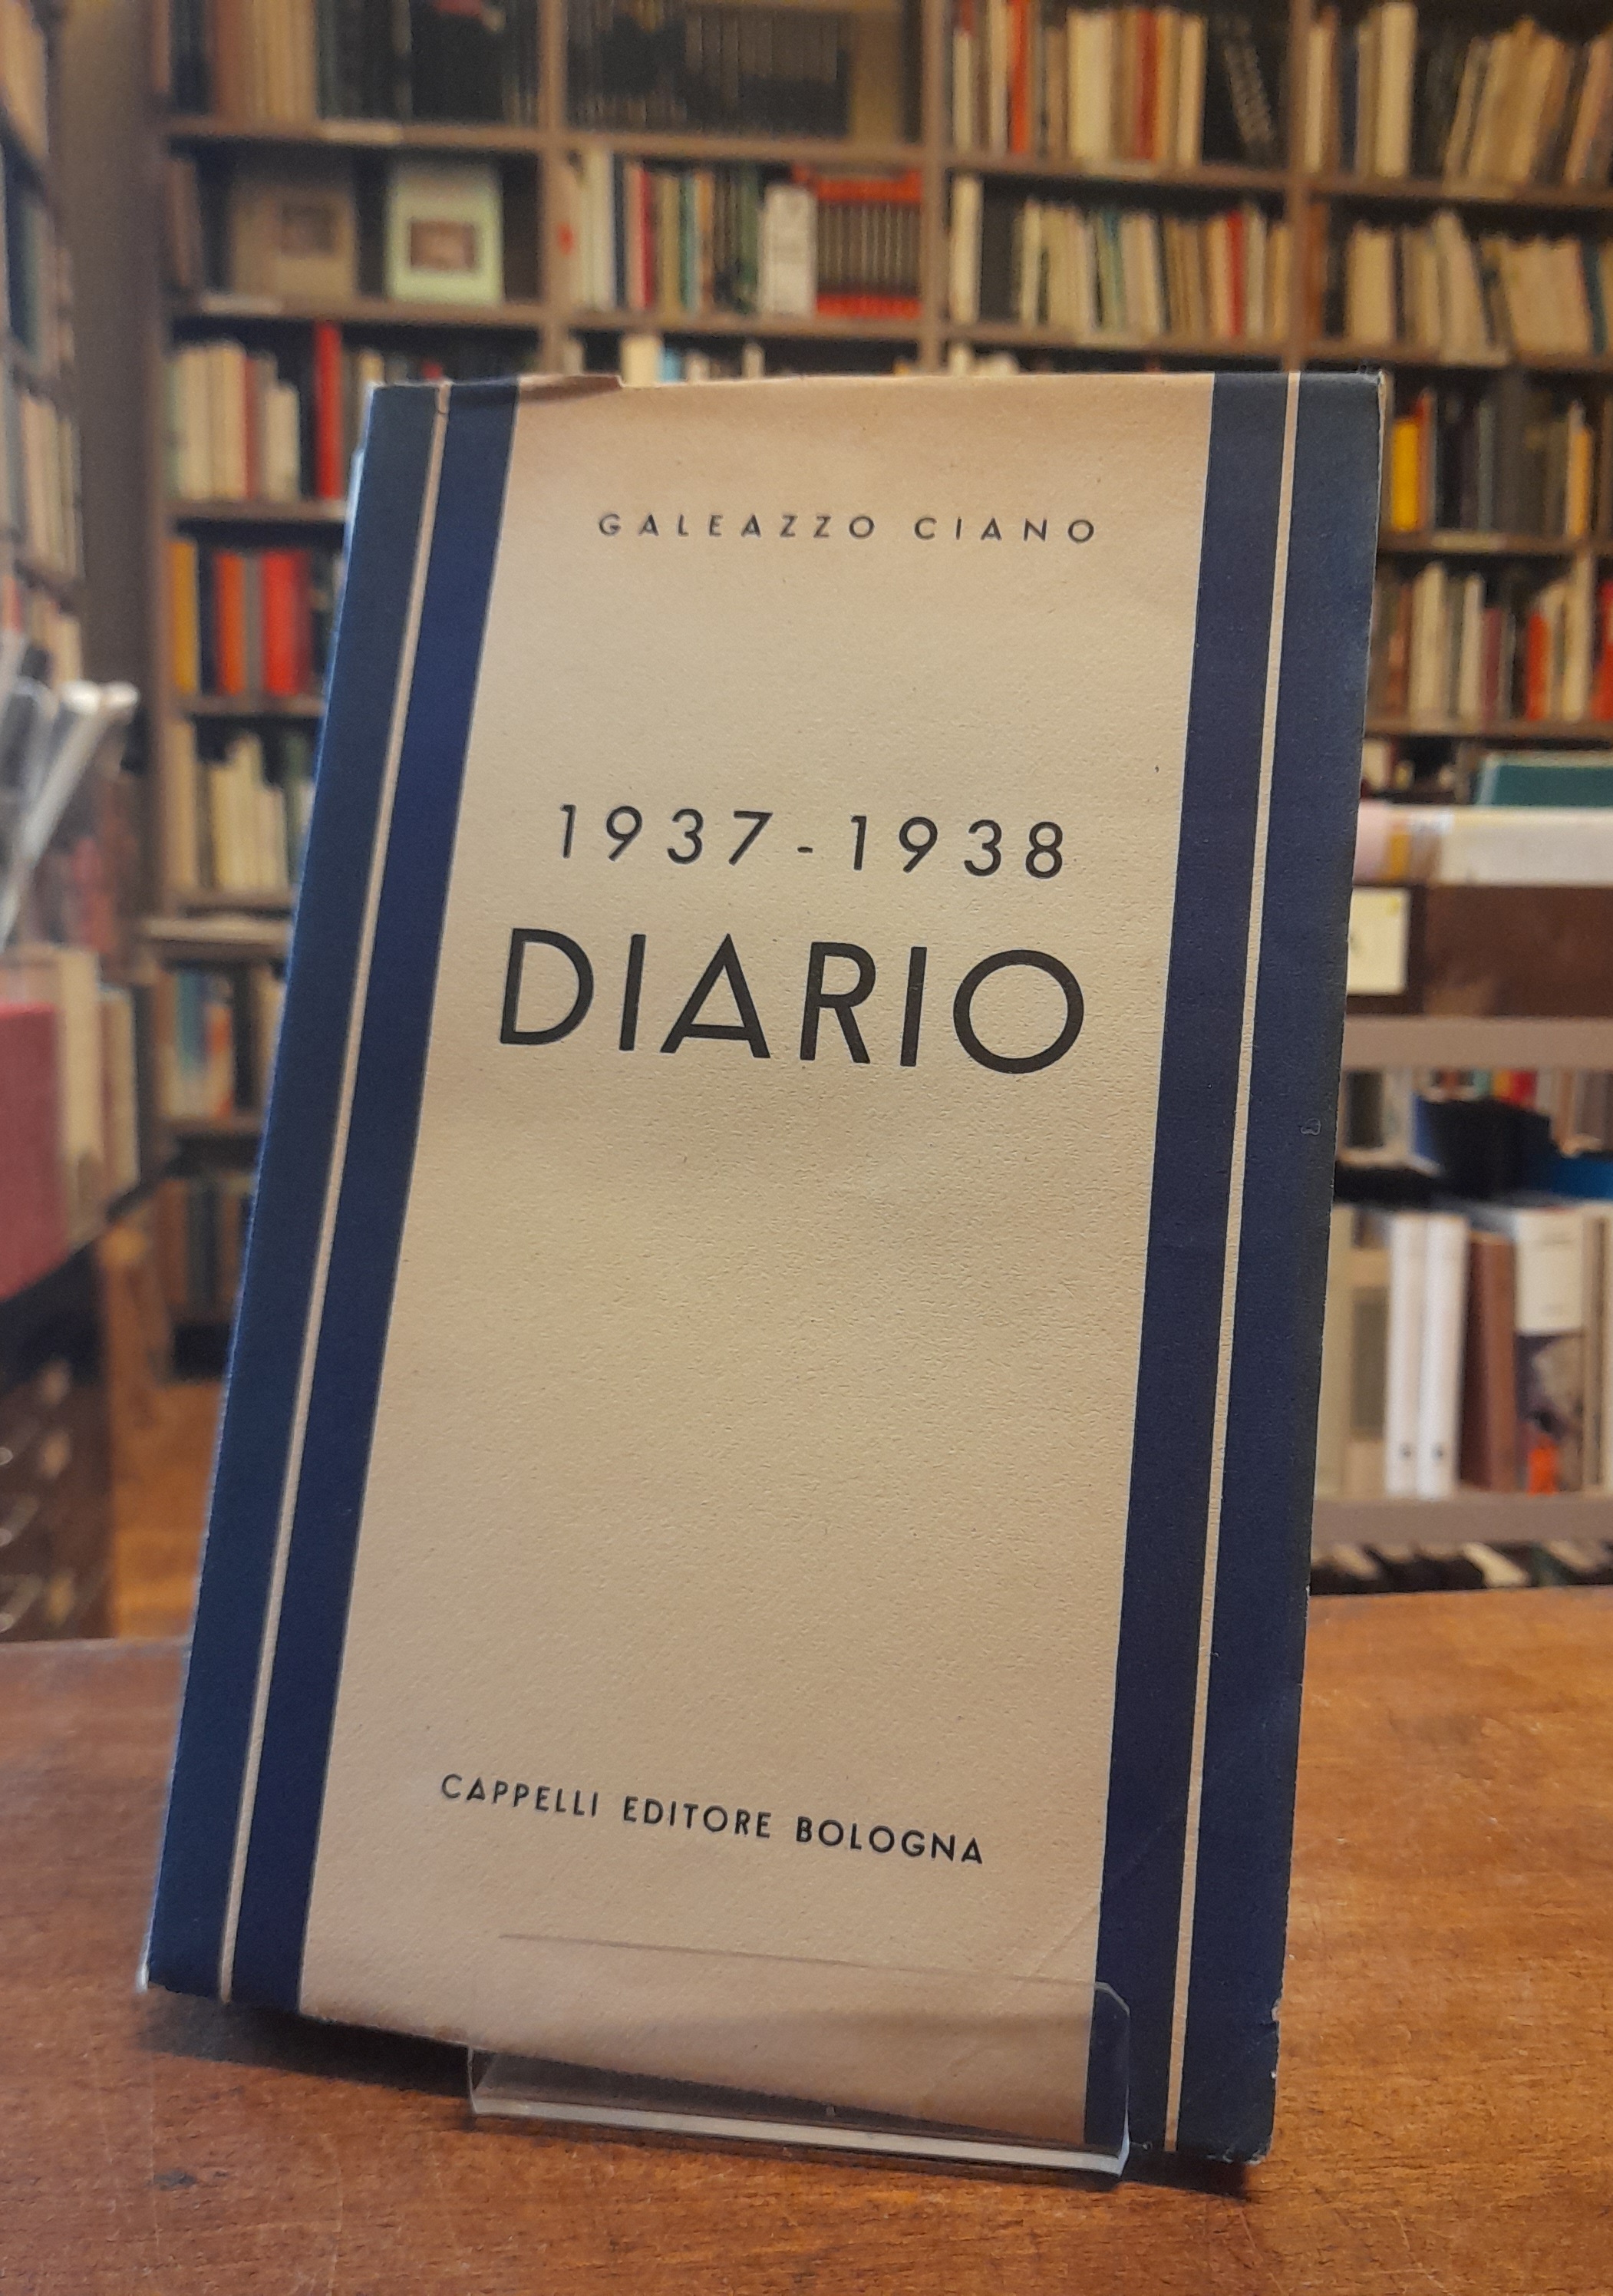 GALEAZZO CIANO
1937-1938
DIARIO
CAPPELLI EDITORE BOLOGNA